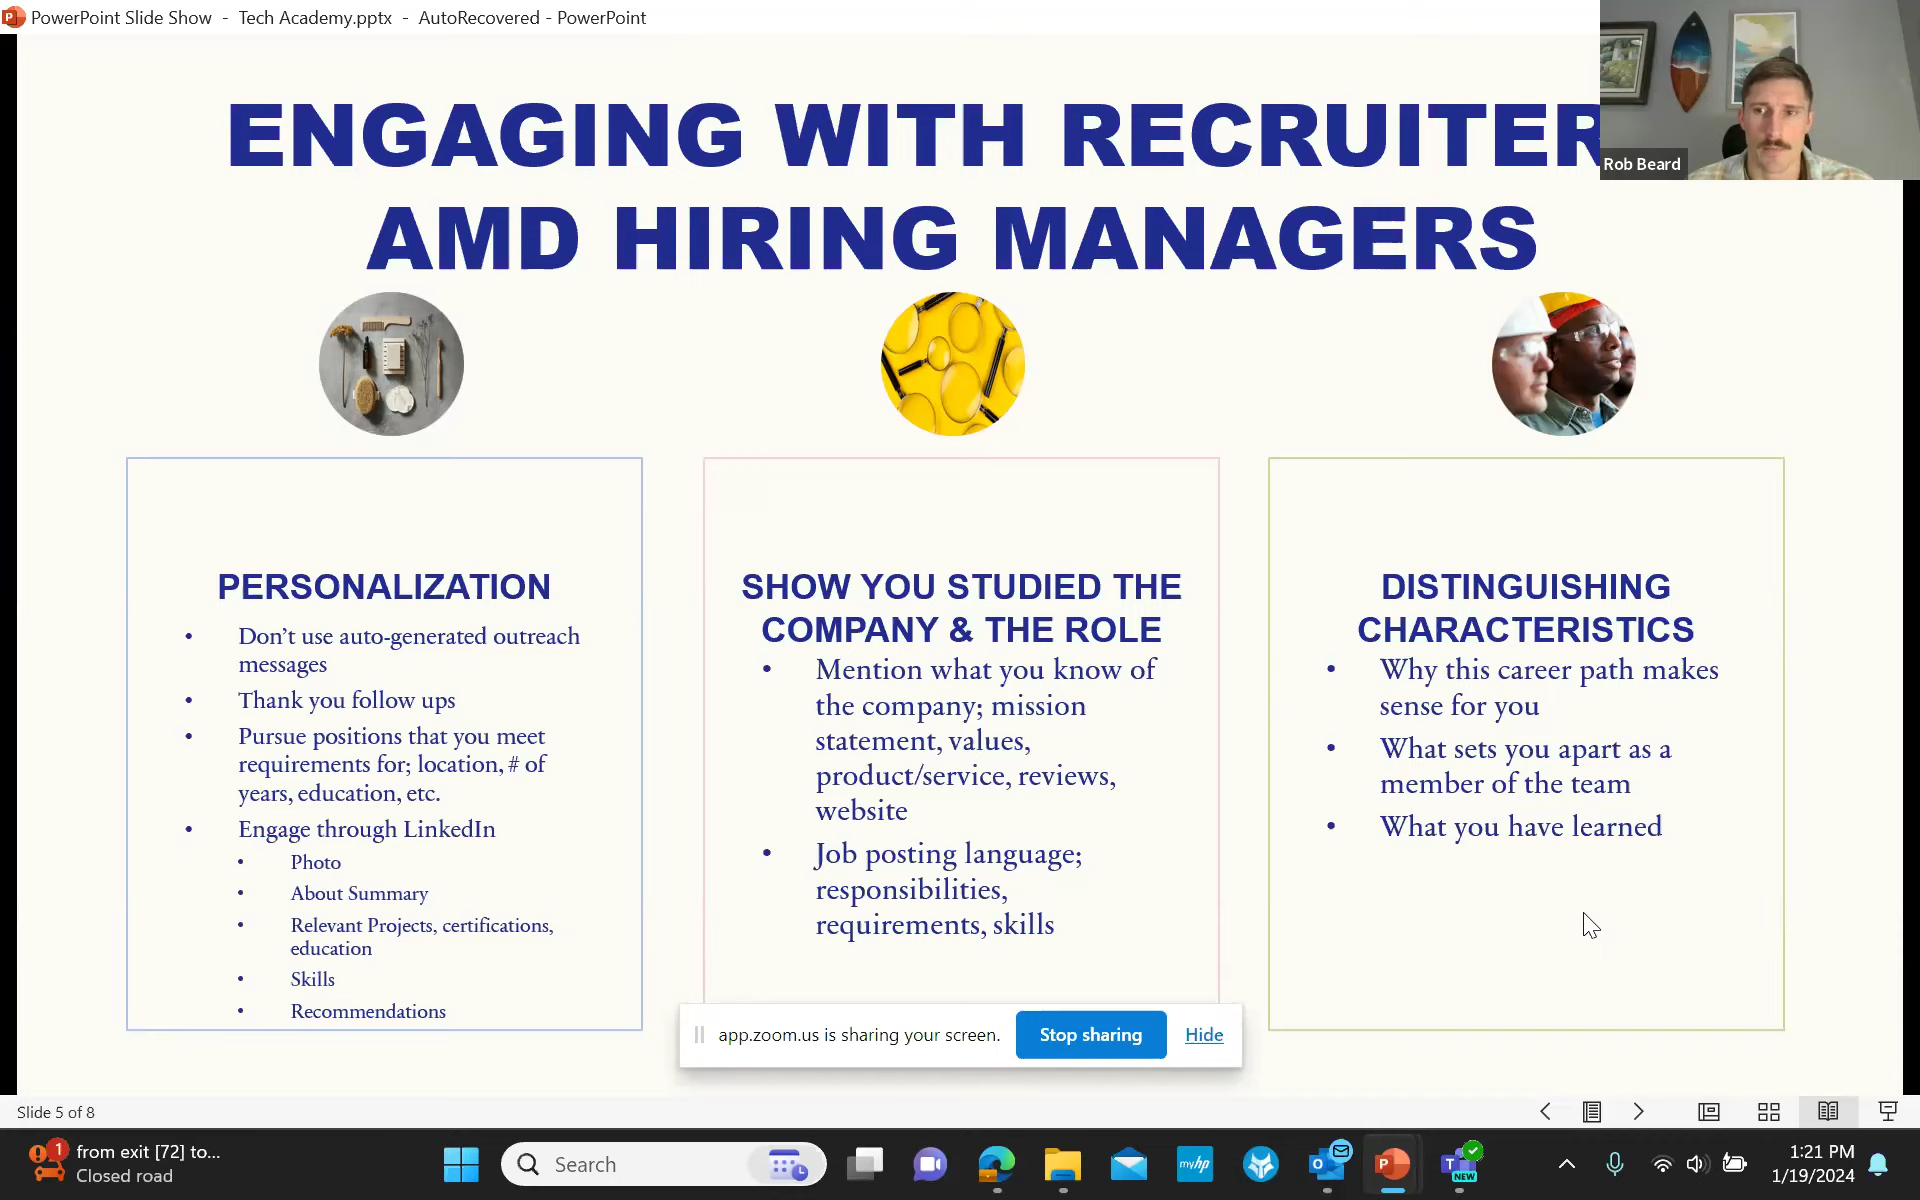 PowerPoint Slide Show - Tech Academy.pptx - AutoRecovered - PowerPoint
ENGAGING WITH RECRUITER
AMD HIRING MANAGERS
Rob Beard
PERSONALIZATION
• Don’t use auto-generated outreach
messages
• Thank you follow ups
• Pursue positions that you meet
requirements for; location, # of
years, education, etc.
• Engage through LinkedIn
• Photo
• About Summary
• Relevant Projects, certifications,
education
• Skills
• Recommendations
SHOW YOU STUDIED THE
COMPANY & THE ROLE
• Mention what you know of
the company; mission
statement, values,
product/service, reviews,
website
• Job posting language;
responsibilities,
requirements, skills
DISTINGUISHING
CHARACTERISTICS
• Why this career path makes
sense for you
• What sets you apart as a
member of the team
• What you have learned
app.zoom.us is sharing your screen. Stop sharing Hide
Slide 5 of 8
1
from exit [72] to...
Closed road
Search
myhp
NEW
1:21 PM
1/19/2024